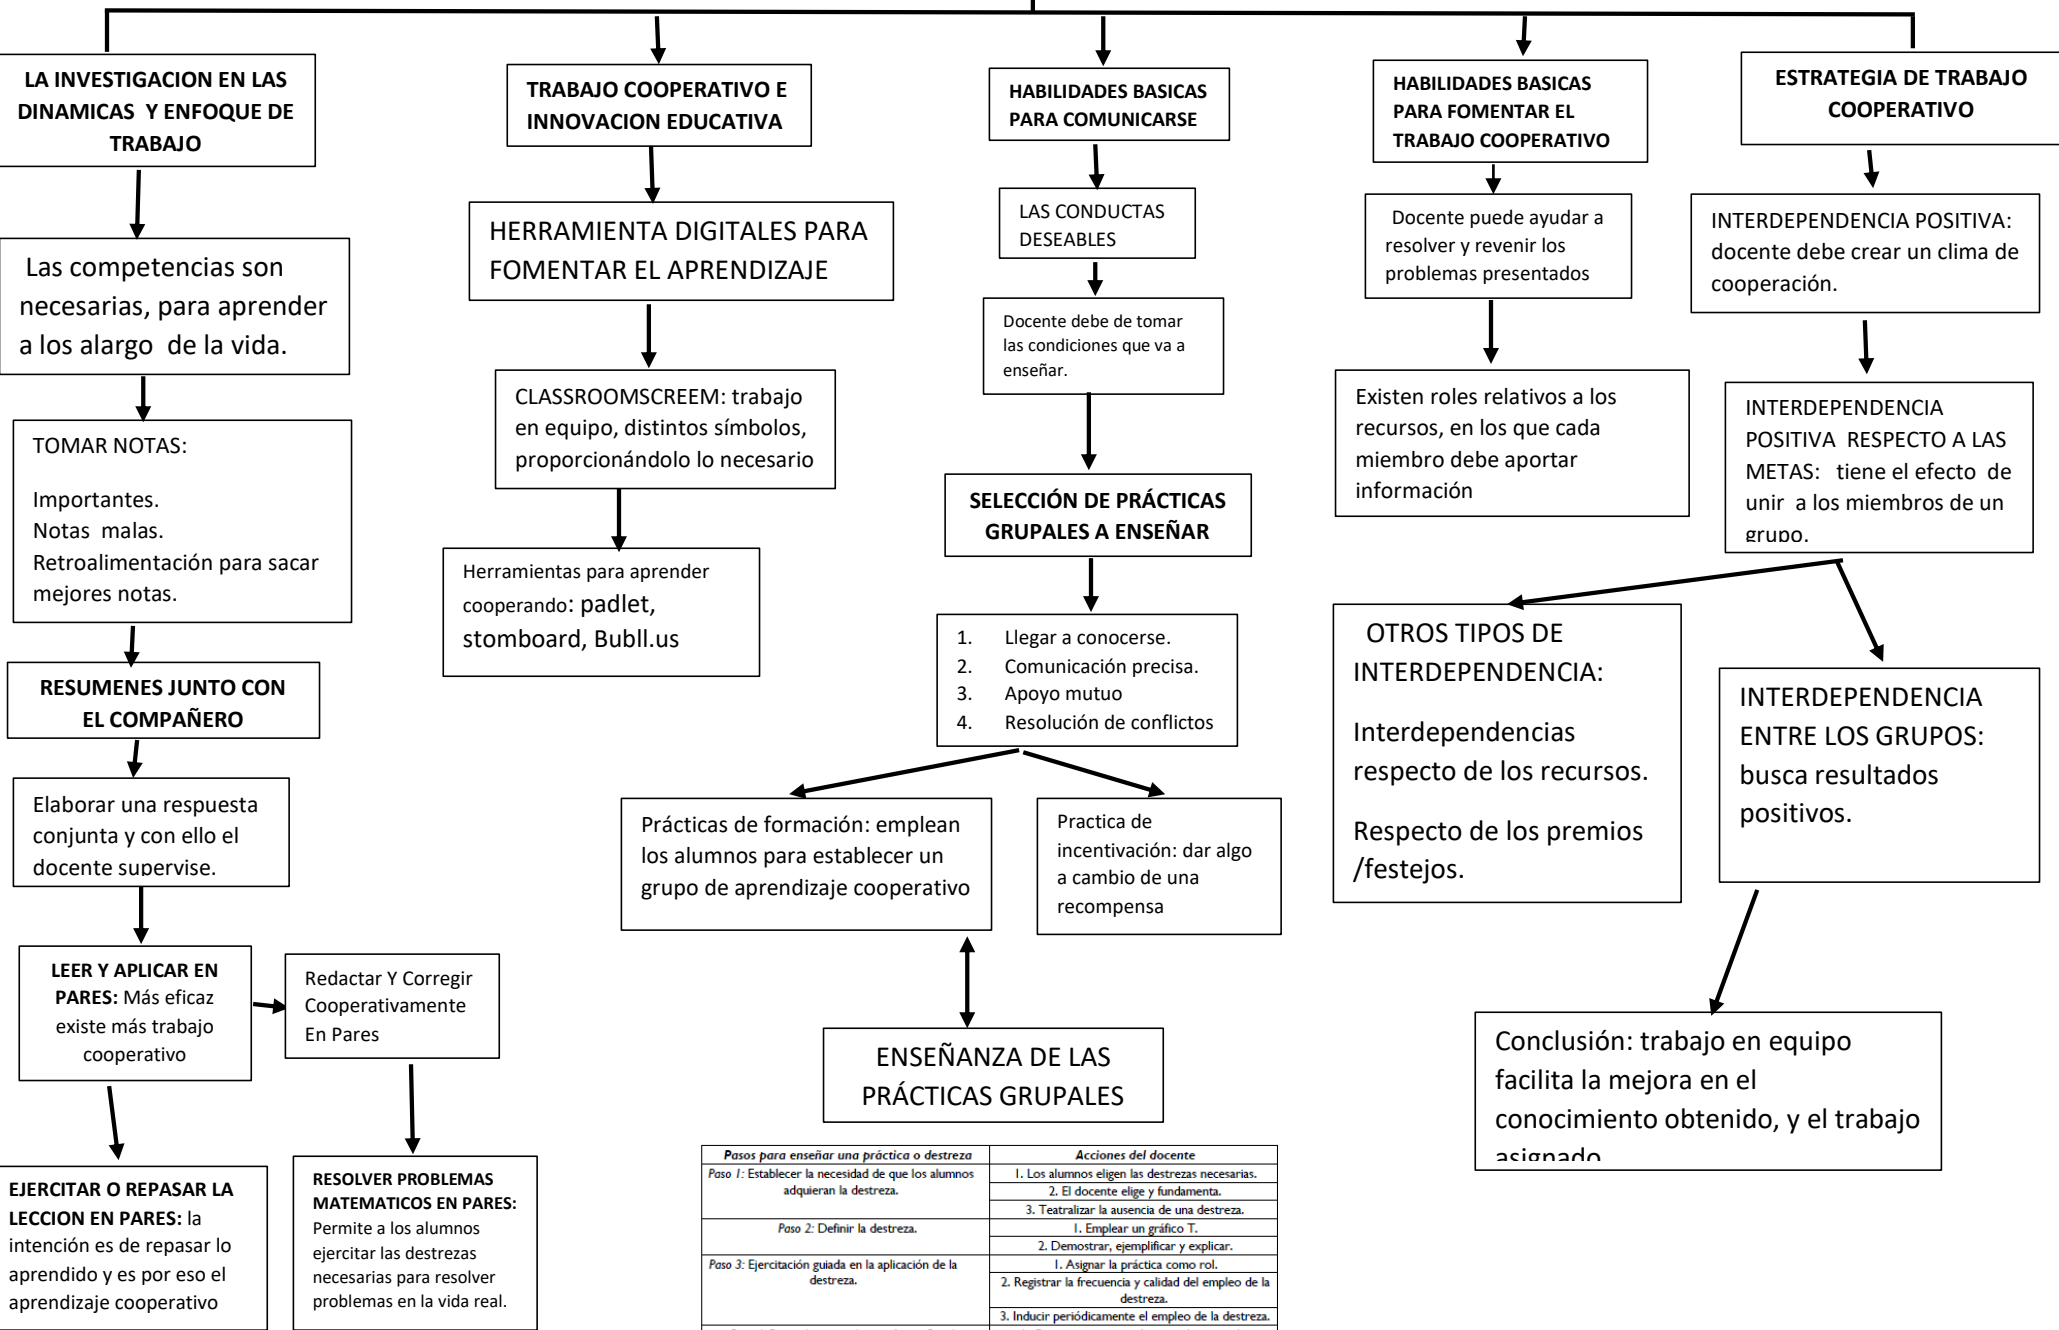 LA INVESTIGACION EN LAS
DINAMICAS Y ENFOQUE DE
TRABAJO
Las competencias son
necesarias, para aprender
a los alargo de la vida.
TOMAR NOTAS:
Importantes.
Notas malas.
Retroalimentación para sacar
mejores notas.
RESUMENES JUNTO CON
EL COMPAÑERO
Elaborar una respuesta
conjunta y con ello el
docente supervise.
LEER Y APLICAR EN
PARES: Más eficaz
existe más trabajo
cooperativo
Redactar Y Corregir
Cooperativamente
En Pares
EJERCITAR O REPASAR LA
LECCION EN PARES: la
intención es de repasar lo
aprendido y es por eso el
aprendizaje cooperativo
RESOLVER PROBLEMAS
MATEMATICOS EN PARES:
Permite a los alumnos
ejercitar las destrezas
necesarias para resolver
problemas en la vida real.
TRABAJO COOPERATIVO E
INNOVACION EDUCATIVA
HERRAMIENTA DIGITALES PARA
FOMENTAR EL APRENDIZAJE
CLASSROOMSCREEM: trabajo
en equipo, distintos símbolos,
proporcionándolo lo necesario
Herramientas para aprender
cooperando: padlet,
stomboard, Bubll.us
HABILIDADES BASICAS
PARA COMUNICARSE
LAS CONDUCTAS
DESEABLES
Docente debe de tomar
las condiciones que va a
enseñar.
SELECCIÓN DE PRÁCTICAS
GRUPALES A ENSEÑAR
1. Llegar a conocerse.
2. Comunicación precisa.
3. Apoyo mutuo
4. Resolución de conflictos
Prácticas de formación: emplean
los alumnos para establecer un
grupo de aprendizaje cooperativo
Practica de
incentivación: dar algo
a cambio de una
recompensa
ENSEÑANZA DE LAS
PRÁCTICAS GRUPALES
Pasos para enseñar una práctica o destreza
Acciones del docente
Paso 1: Establecer la necesidad de que los alumnos
adquieran la destreza.
1. Los alumnos eligen las destrezas necesarias.
2. El docente elige y fundamenta.
3. Teatralizar la ausencia de una destreza.
Paso 2: Definir la destreza.
1. Emplear un gráfico T.
2. Demostrar, ejemplificar y explicar.
Paso 3: Ejercitación guiada en la aplicación de la
destreza.
1. Asignar la práctica como rol.
2. Registrar la frecuencia y calidad del empleo de la
destreza.
3. Inducir periódicamente el empleo de la destreza.
HABILIDADES BASICAS
PARA FOMENTAR EL
TRABAJO COOPERATIVO
Docente puede ayudar a
resolver y revenir los
problemas presentados
Existen roles relativos a los
recursos, en los que cada
miembro debe aportar
información
ESTRATEGIA DE TRABAJO
COOPERATIVO
INTERDEPENDENCIA POSITIVA:
docente debe crear un clima de
cooperación.
INTERDEPENDENCIA
POSITIVA RESPECTO A LAS
METAS: tiene el efecto de
unir a los miembros de un
grupo.
OTROS TIPOS DE
INTERDEPENDENCIA:
Interdependencias
respecto de los recursos.
Respecto de los premios
/festejos.
INTERDEPENDENCIA
ENTRE LOS GRUPOS:
busca resultados
positivos.
Conclusión: trabajo en equipo
facilita la mejora en el
conocimiento obtenido, y el trabajo
asignado